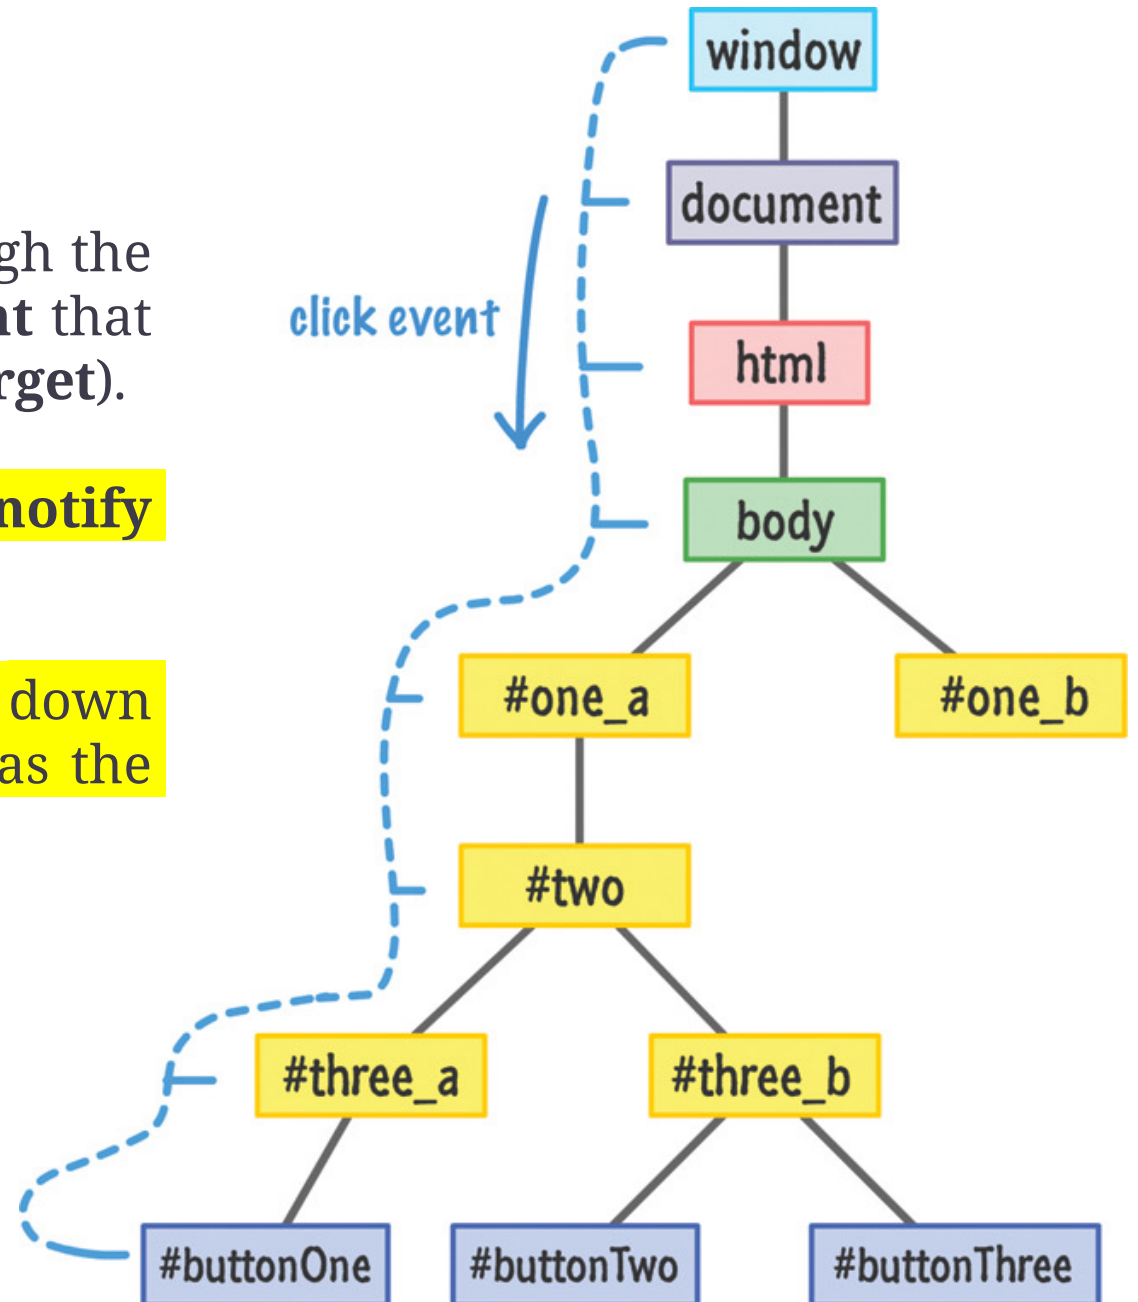 gh the
nt that
rget).
notify
down
as the
click event
window
document
html
body
#one_a
#one_b
#two
#three_a
#three_b
#buttonOne
#buttonTwo
#buttonThree